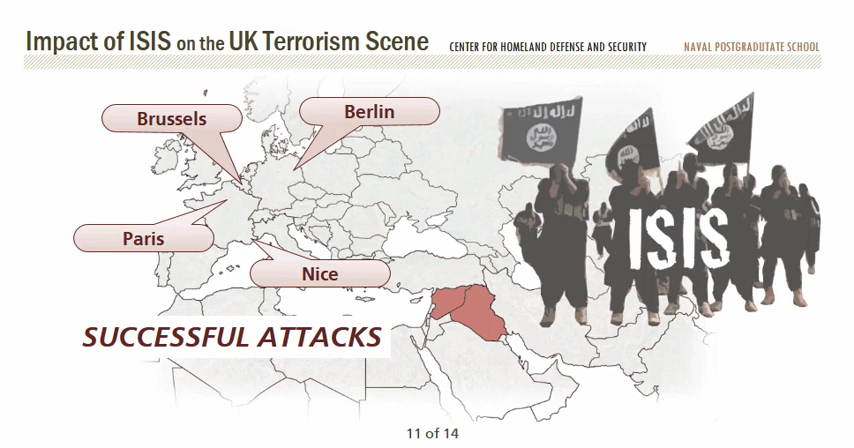 Impact of ISIS on the UK Terrorism Scene CENTER FOR HOMELAND DEFENSE AND SECURITY NAVAL POSTGRADUTATE SCHOOL
Brussels
Berlin
Paris
Nice
ISIS
SUCCESSFUL ATTACKS
11 of 14